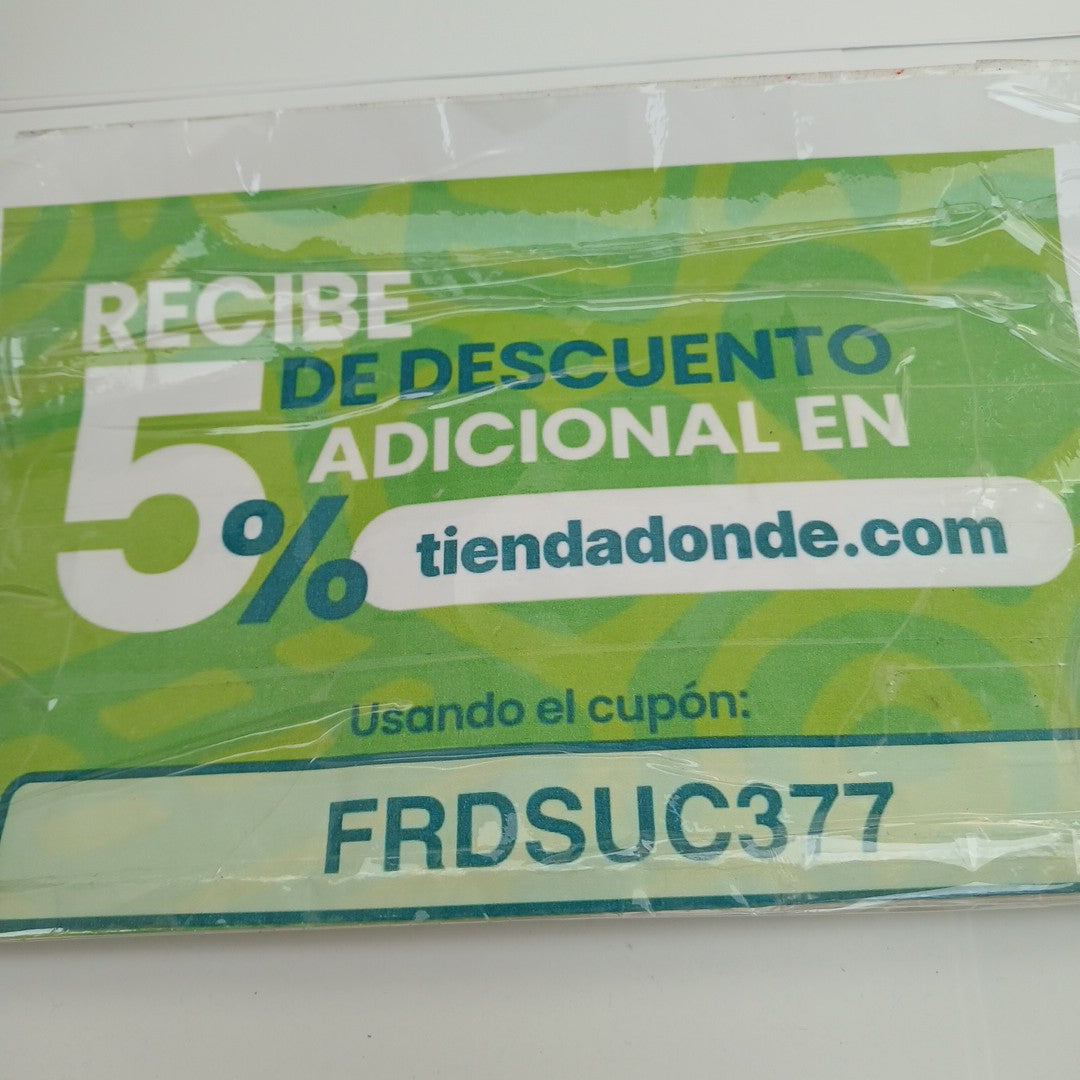 RECIBE
5% DE DESCUENTO
ADICIONAL EN
tiendadonde.com
Usando el cupón:
FRDSUC377